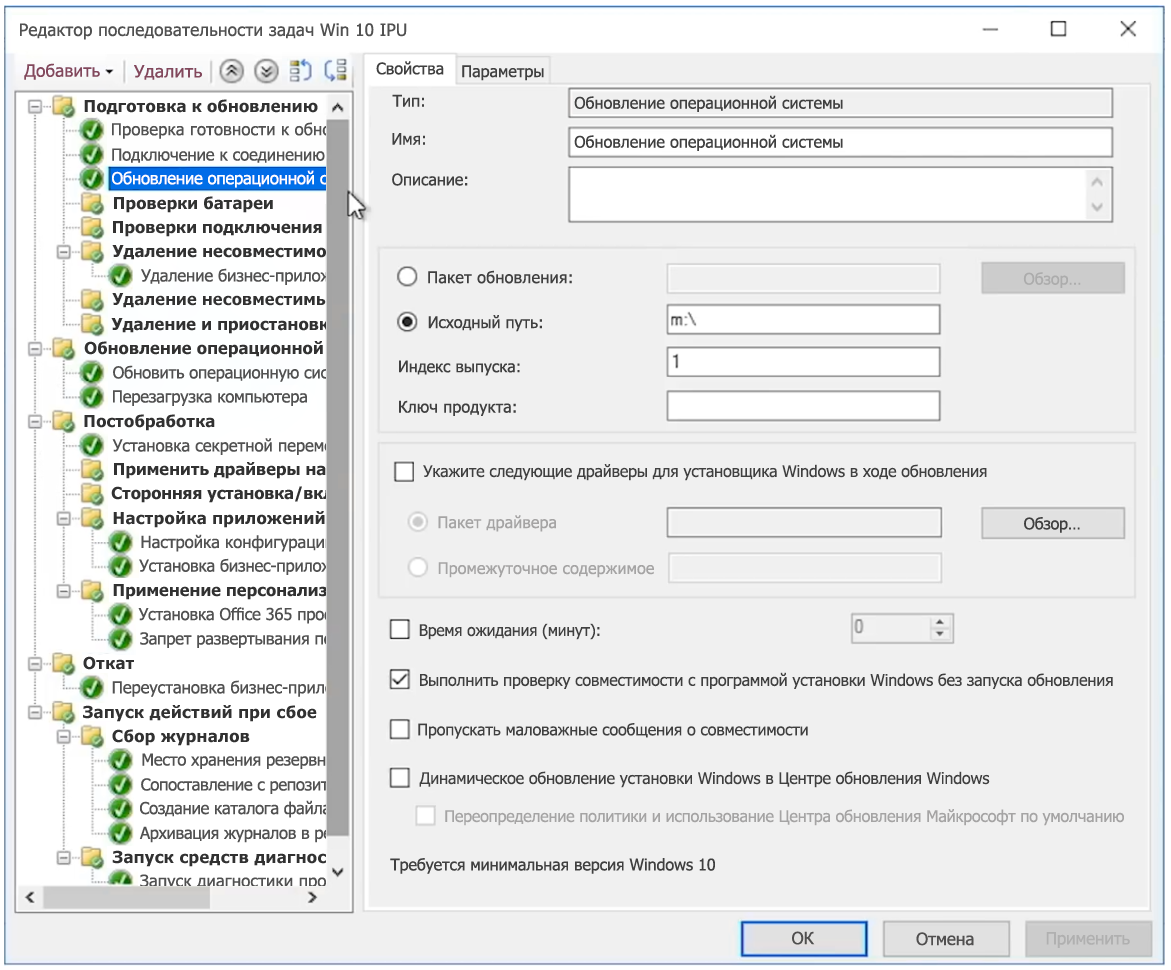 Редактор последовательности задач Win 10 IPU
Добавить
Удалить
Подготовка к обновлению
Проверка готовности к обно
Подключение к соединению
Обновление операционной с
Проверки батареи
Проверки подключения
Удаление несовместимо
Удаление бизнес-прилож
Удаление несовместимь
Удаление и приостановк
Обновление операционной
Обновить операционную сис
Перезагрузка компьютера
Постобработка
Установка секретной переме
Применить драйверы на
Сторонняя установка/вкл
Настройка приложений
Настройка конфигураци
Установка бизнес-прилож
Применение персонализ
Установка Office 365 про
Запрет развертывания по
Откат
Переустановка бизнес-прил
Запуск действий при сбое
Сбор журналов
Место хранения резервн
Сопоставление с репозит
Создание каталога файла
Архивация журналов в ре
Запуск средств диагнос
Запуск диагностики про
Свойства
Параметры
Тип:
Обновление операционной системы
Имя:
Обновление операционной системы
Описание:
Пакет обновления:
Обзор...
Исходный путь:
m:\
Индекс выпуска:
1
Ключ продукта:
Укажите следующие драйверы для установщика Windows в ходе обновления
Пакет драйвера
Обзор...
Промежуточное содержимое
Время ожидания (минут):
0
Выполнить проверку совместимости с программой установки Windows без запуска обновления
Пропускать маловажные сообщения о совместимости
Динамическое обновление установки Windows в Центре обновления Windows
Переопределение политики и использование Центра обновления Майкрософт по умолчанию
Требуется минимальная версия Windows 10
ОК
Отмена
Применить